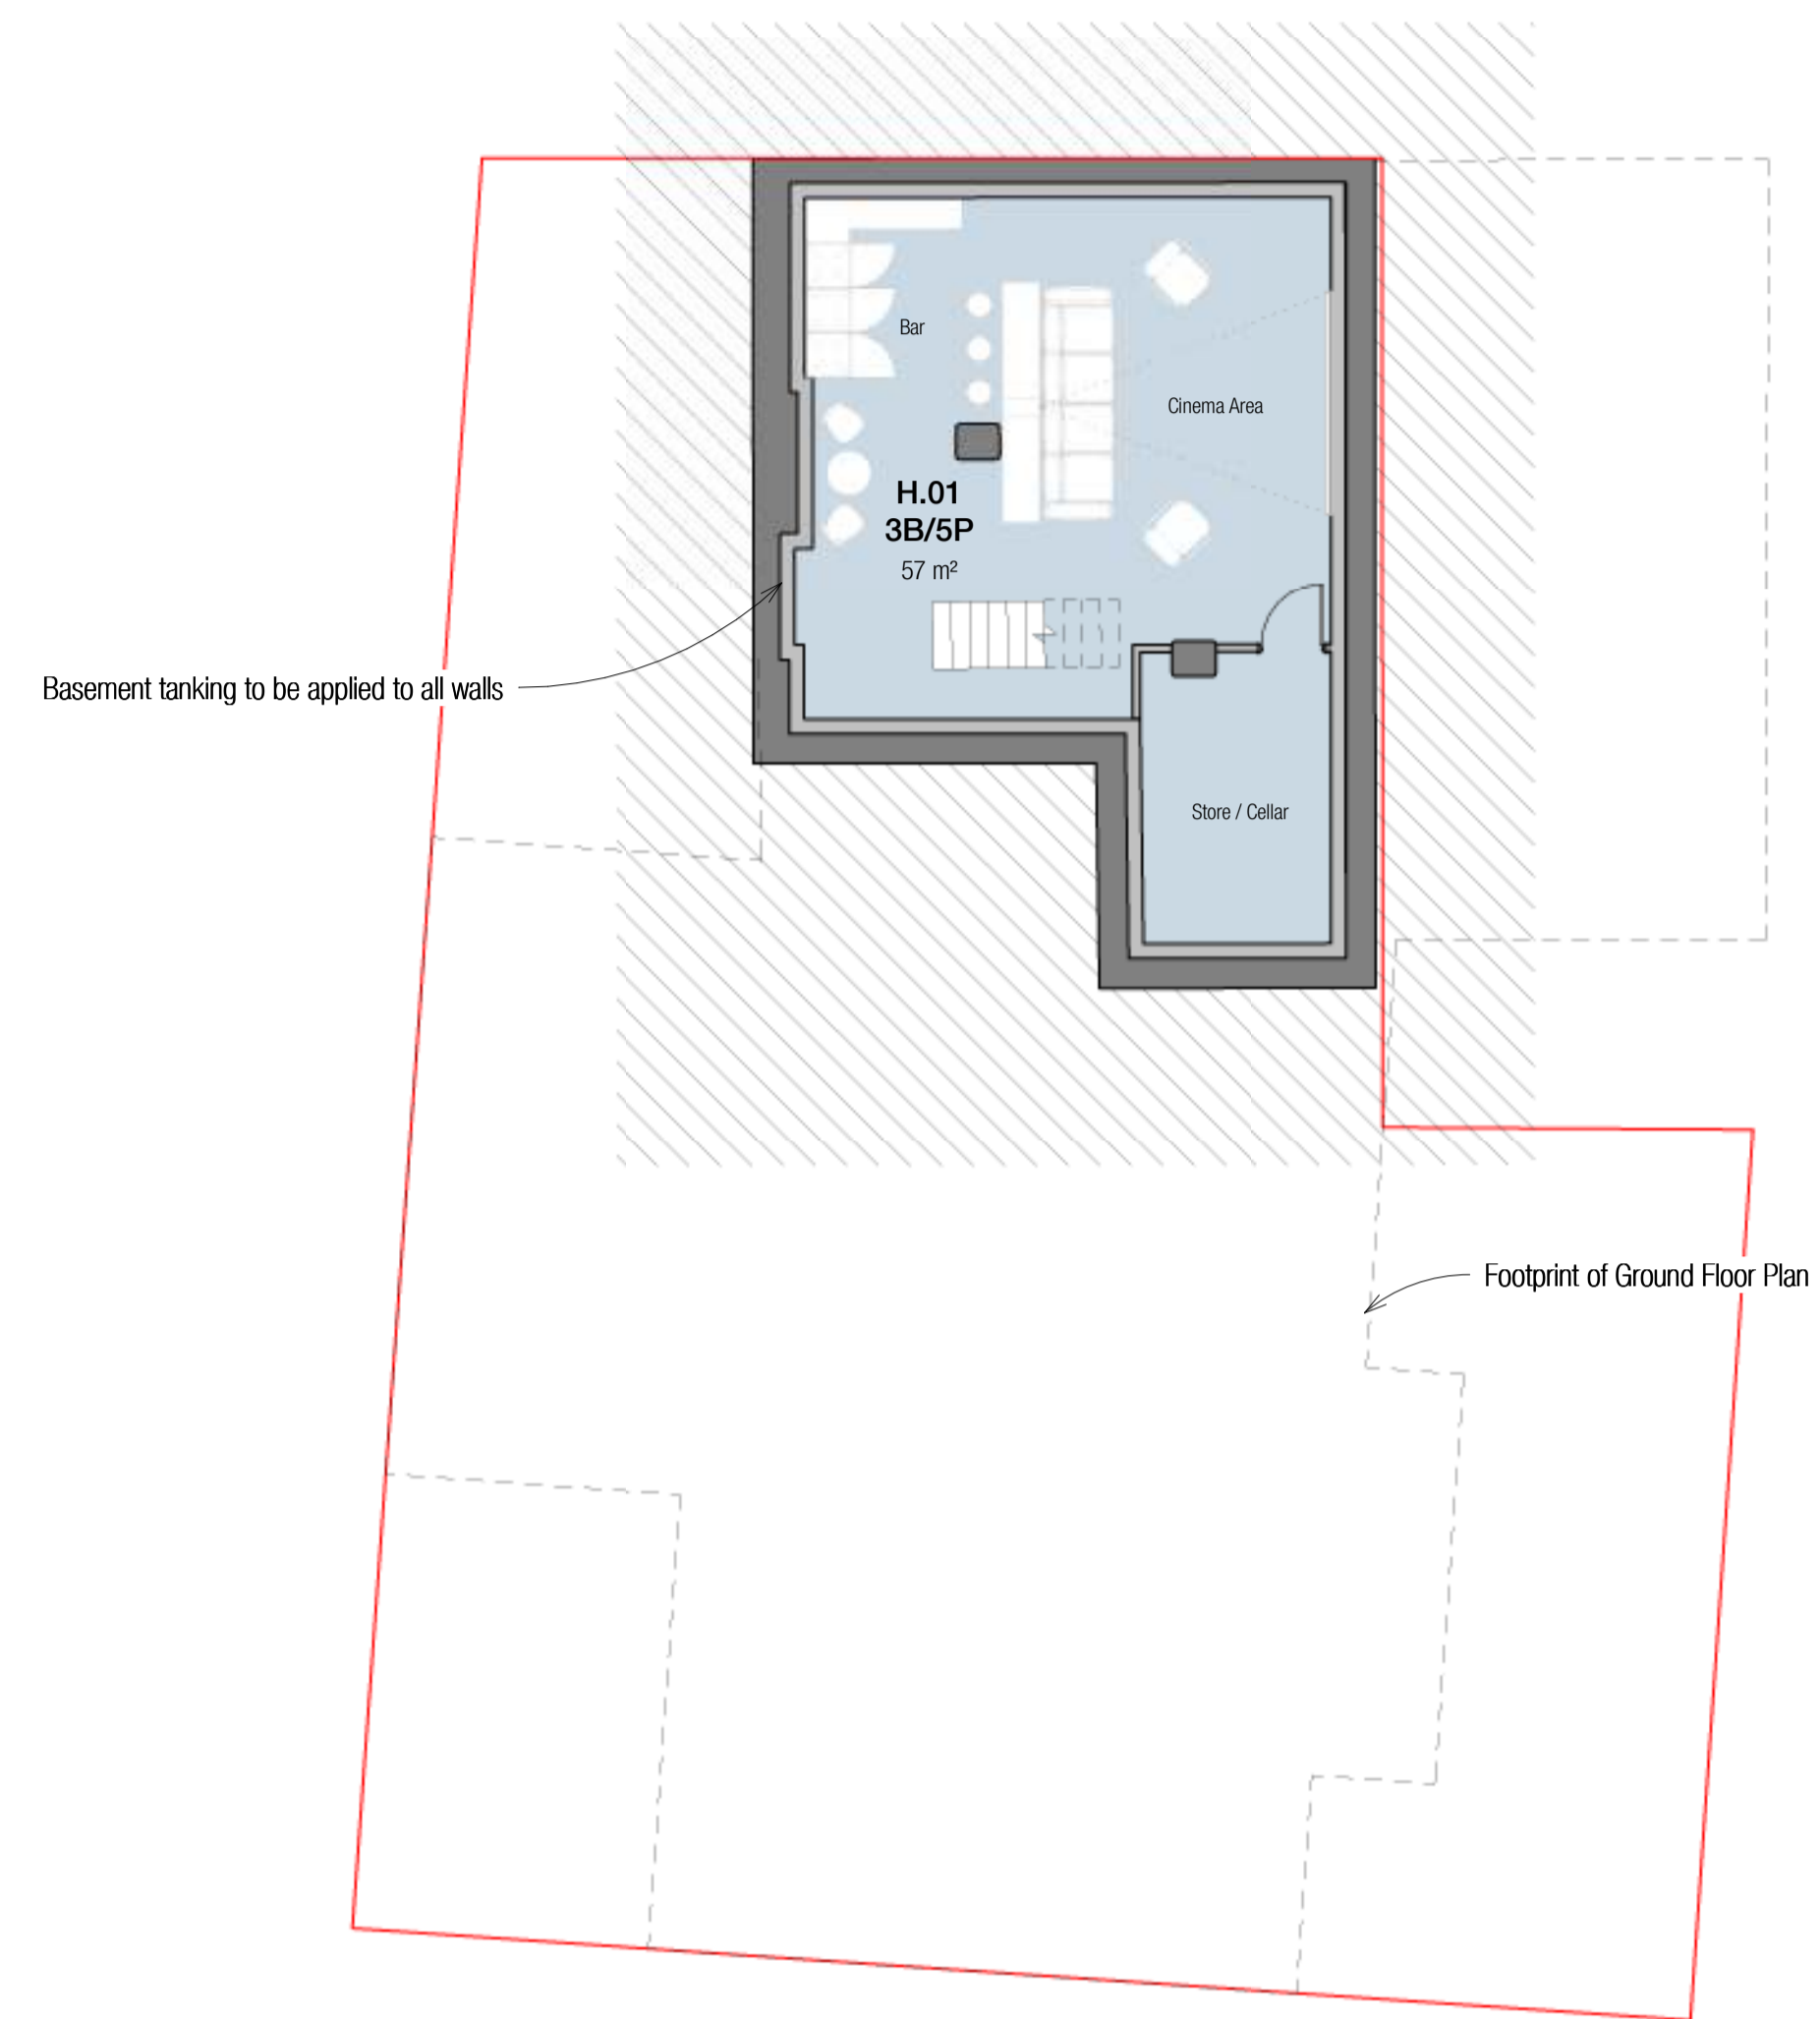 Bar
Cinema Area
H.01
3B/5P
57 m²
Basement tanking to be applied to all walls
Store / Cellar
Footprint of Ground Floor Plan